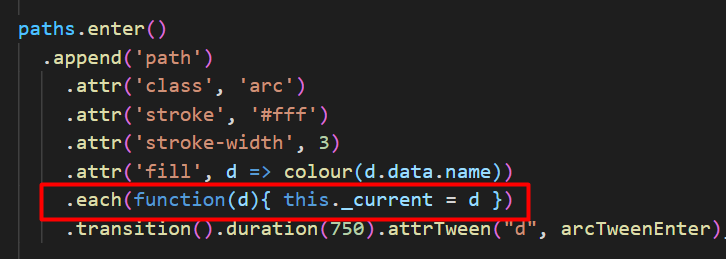 paths.enter()
.append('path')
.attr('class', 'arc')
.attr('stroke', '#fff')
.attr('stroke-width', 3)
.attr('fill', d => colour(d.data.name))
.each(function(d){ this._current = d })
.transition().duration(750).attrTween("d", arcTweenEnter)